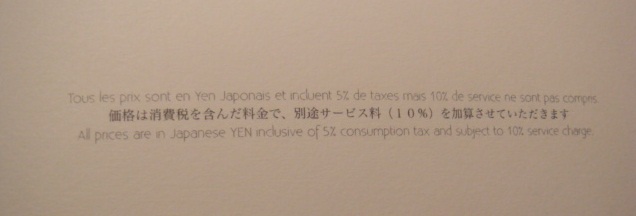 Tous les prix sont en Yen Japonais et incluent 5% de taxes mais 10% de service ne sont pas compris.
価格は消費税を含んだ料金で、別途サービス料（１０％）を加算させていただきます
All prices are in Japanese YEN inclusive of 5% consumption tax and subject to 10% service charge.